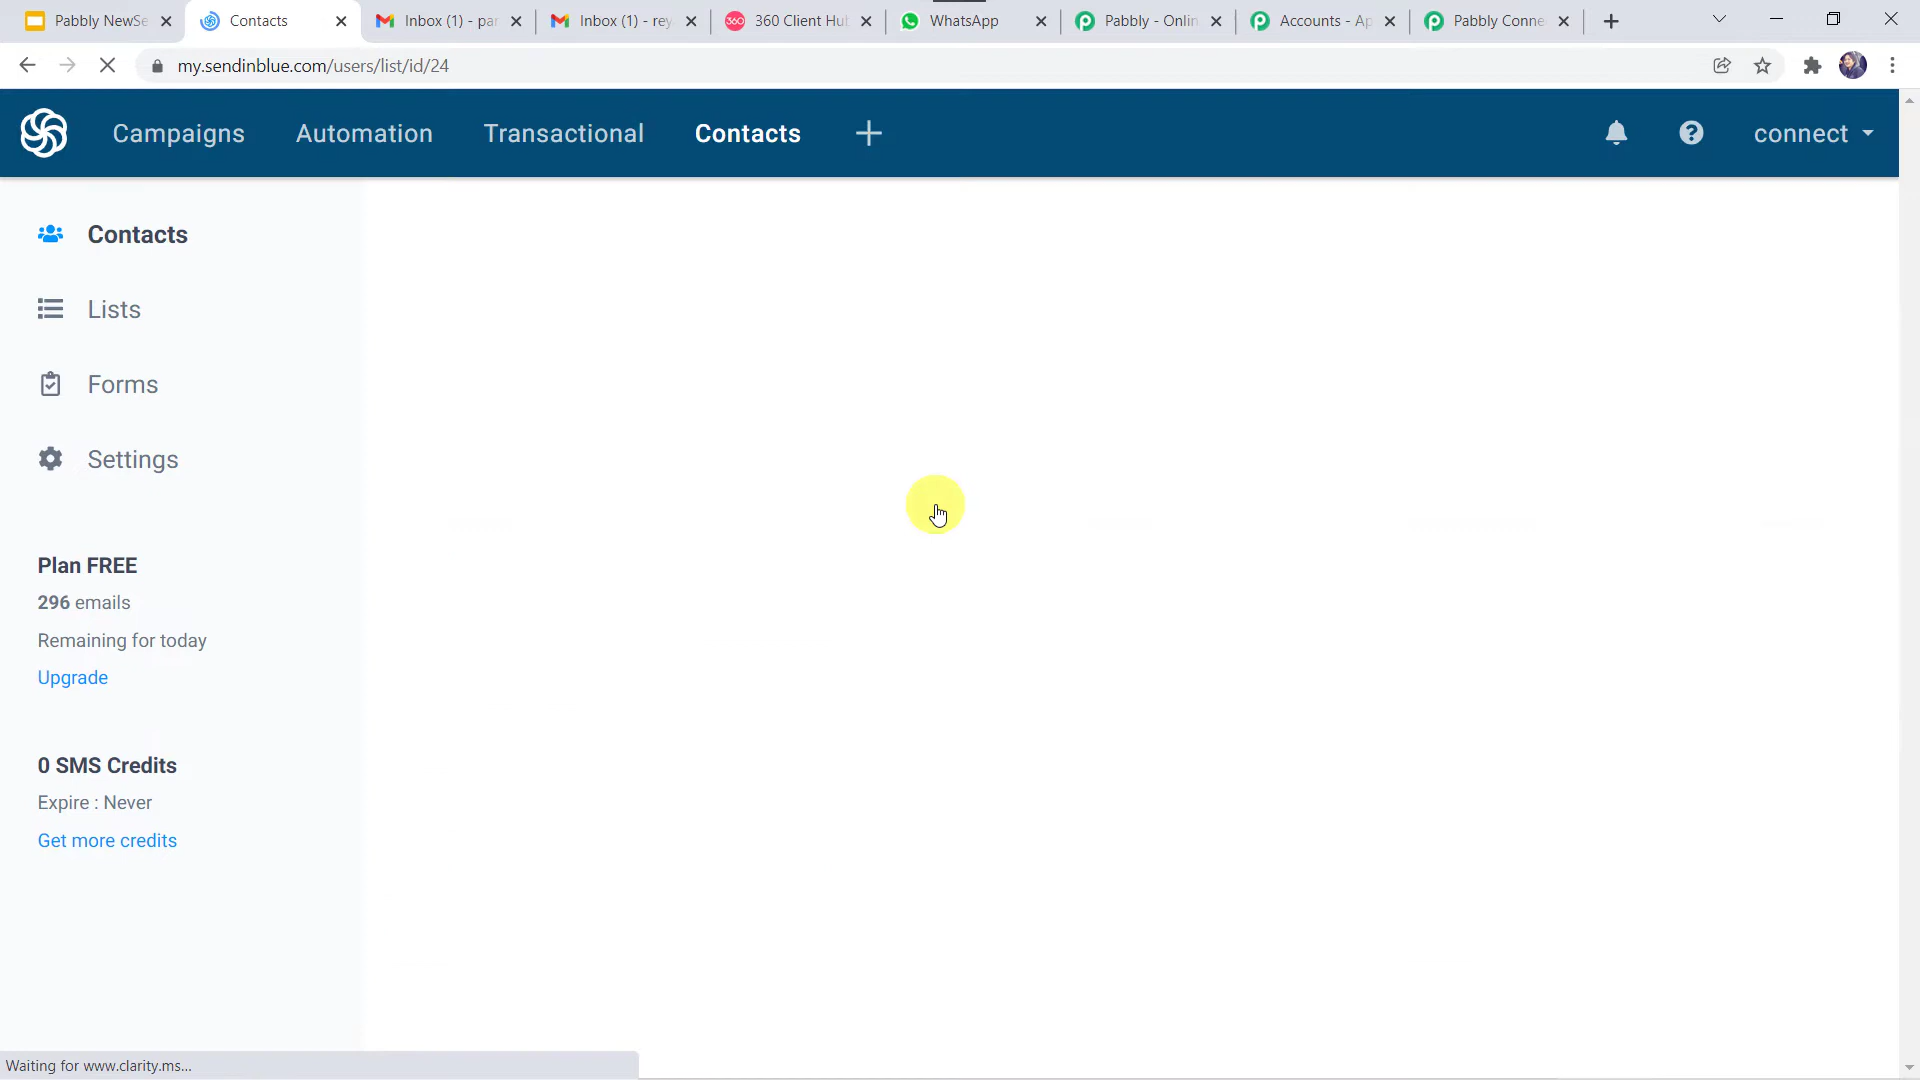 Pabbly NewSe
Contacts
Inbox (1) - par
Inbox (1) - rey
360 Client Hub
WhatsApp
Pabbly - Onlin
Accounts - Ap
Pabbly Conne
my.sendinblue.com/users/list/id/24
Campaigns
Automation
Transactional
Contacts
connect
Contacts
Lists
Forms
Settings
Plan FREE
296 emails
Remaining for today
Upgrade
0 SMS Credits
Expire : Never
Get more credits
Waiting for www.clarity.ms...